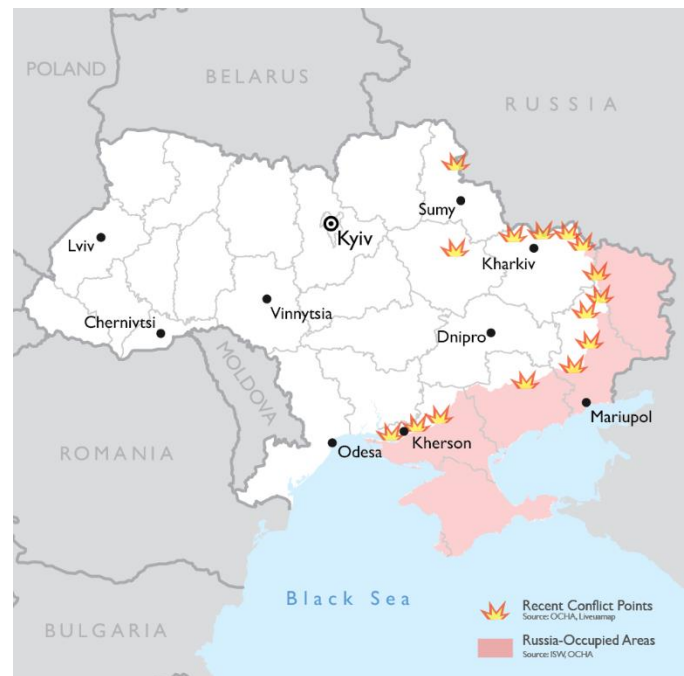 POLAND
BELARUS
RUSSIA
Sumy
Kyiv
Lviv
Kharkiv
Vinnytsia
Chernivtsi
Dnipro
MOLDOVA
Mariupol
Kherson
Odesa
ROMANIA
Black Sea
Recent Conflict Points
Source: OCHA, Liveuamap
BULGARIA
Russia-Occupied Areas
Source: ISW, OCHA